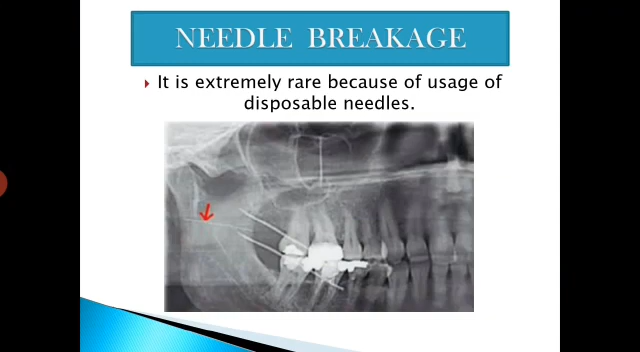 NEEDLE BREAKAGE
It is extremely rare because of usage of
disposable needles.